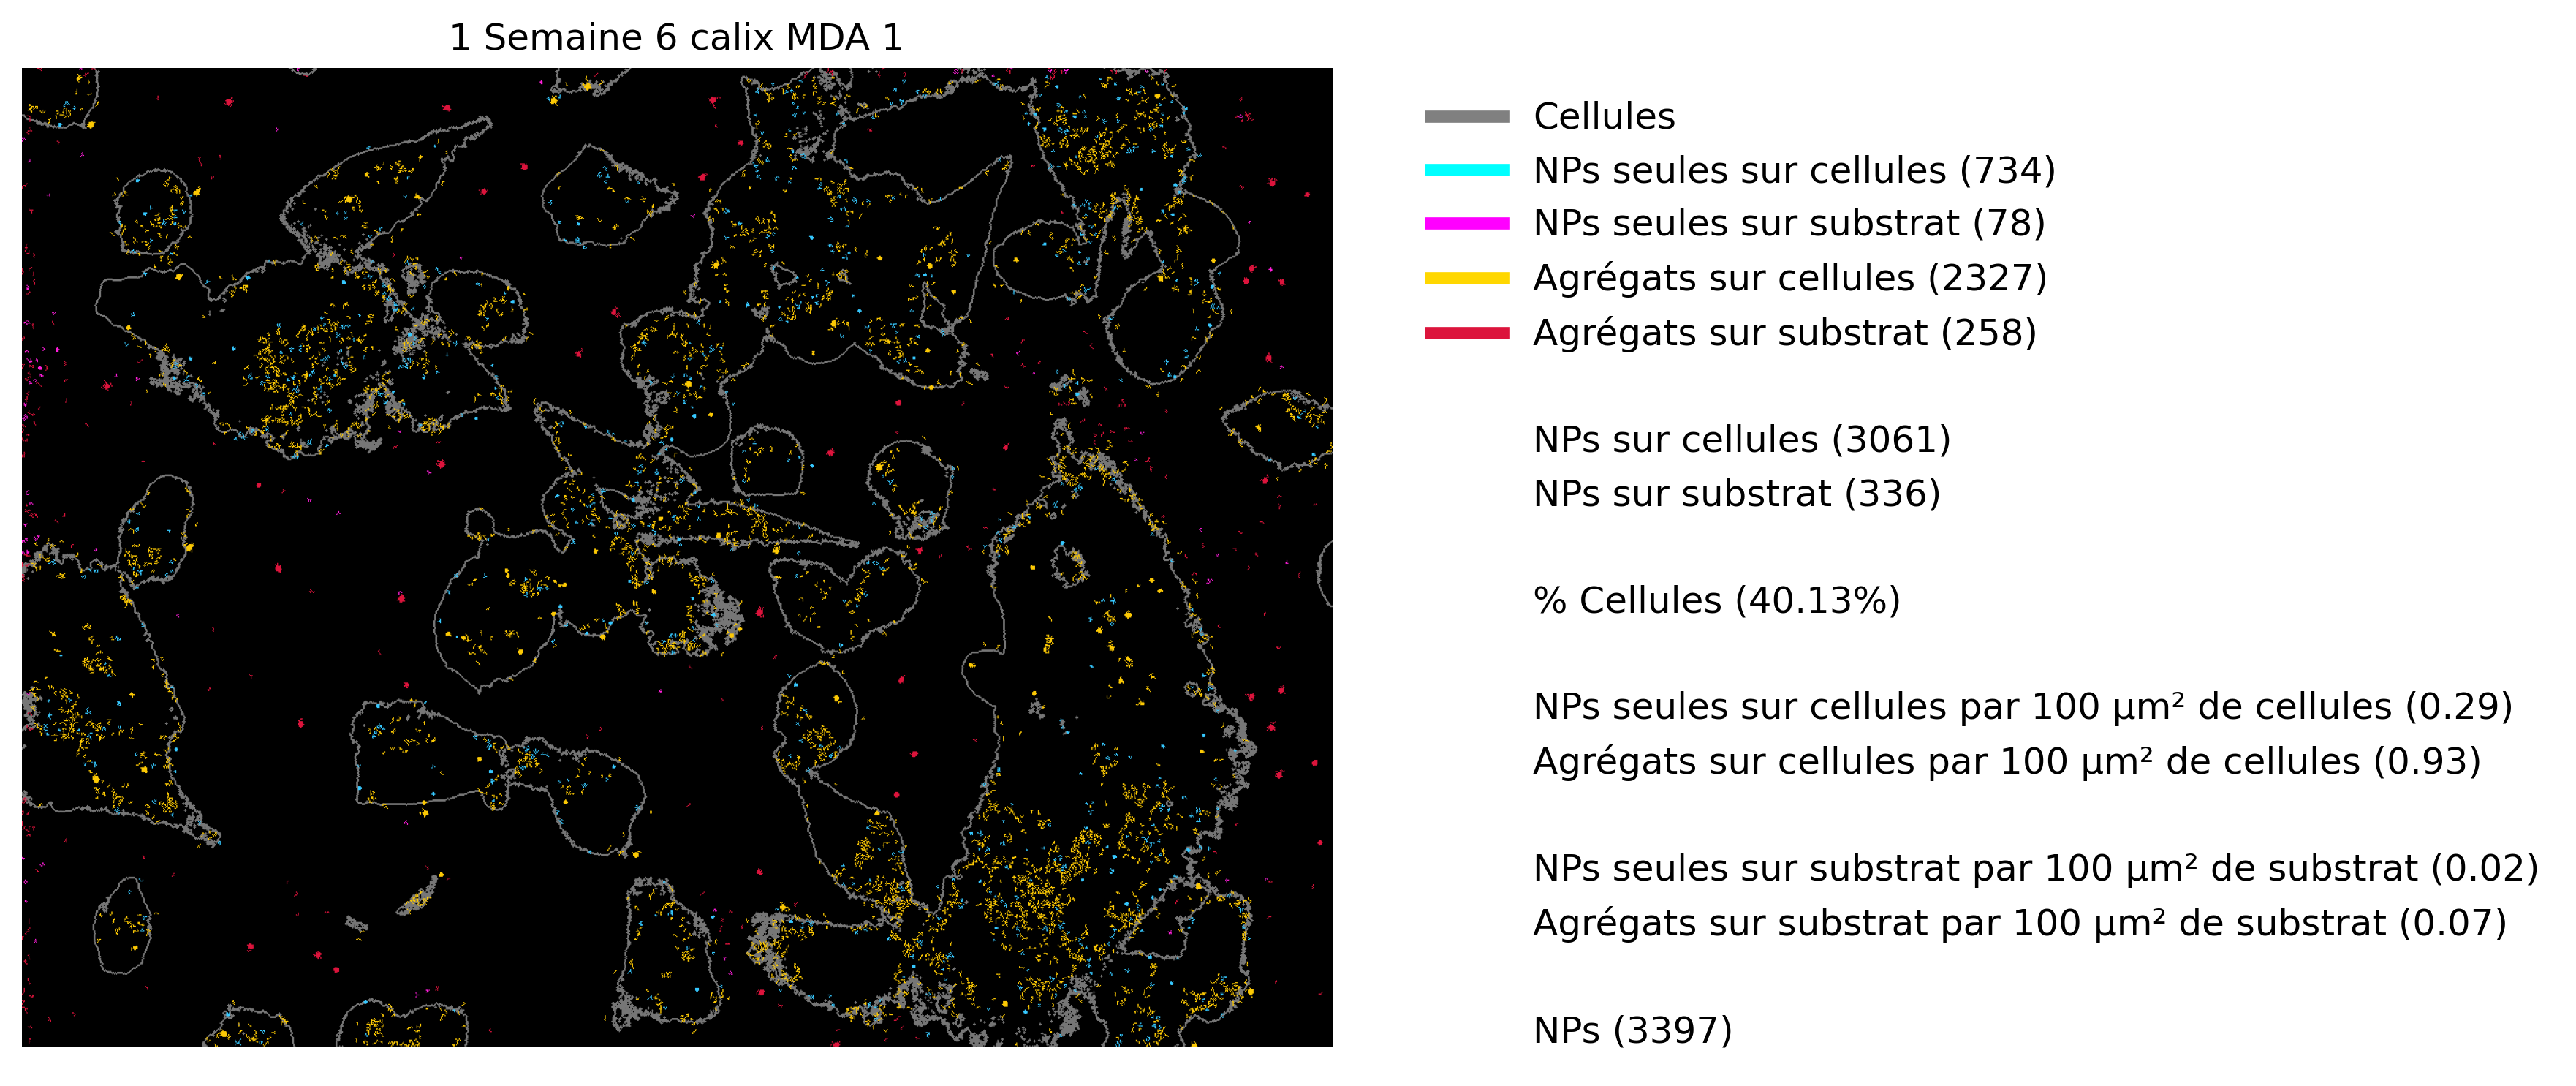 1 Semaine 6 calix MDA 1
Cellules
NPs seules sur cellules (734)
NPs seules sur substrat (78)
Agrégats sur cellules (2327)
Agrégats sur substrat (258)
NPs sur cellules (3061)
NPs sur substrat (336)
% Cellules (40.13%)
NPs seules sur cellules par 100 µm² de cellules (0.29)
Agrégats sur cellules par 100 µm² de cellules (0.93)
NPs seules sur substrat par 100 µm² de substrat (0.02)
Agrégats sur substrat par 100 µm² de substrat (0.07)
NPs (3397)